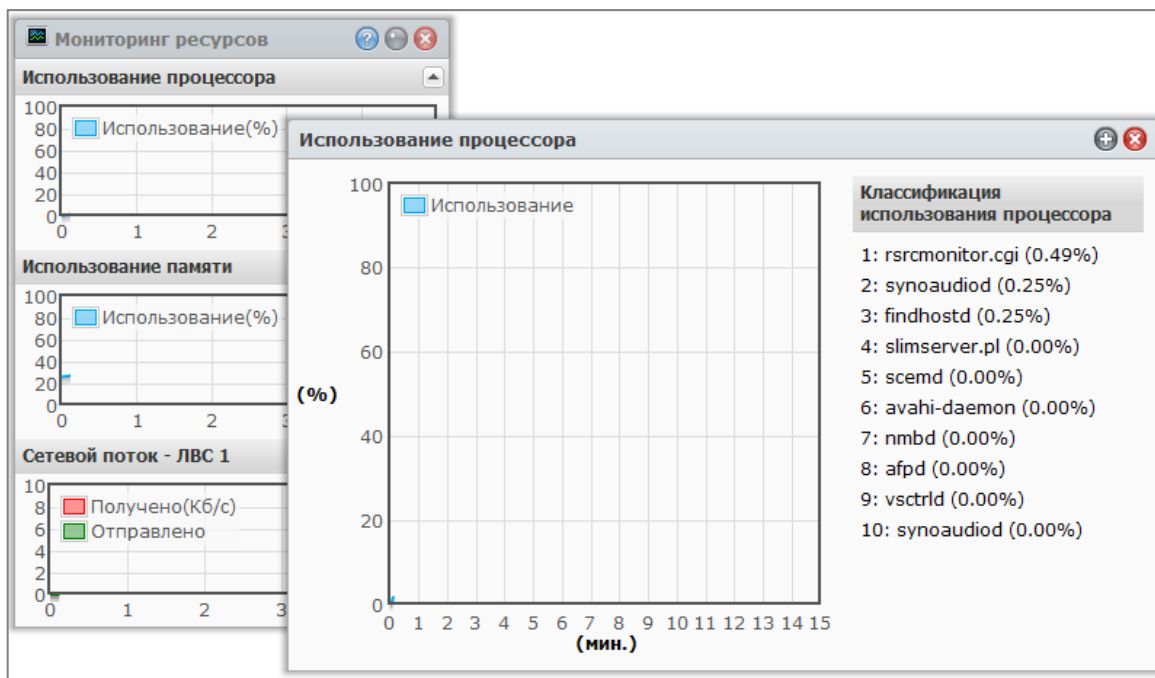 Мониторинг ресурсов
Использование процессора
100
80
60
40
20
0
Использование(%)
0 1 2 3
Использование памяти
100
80
60
40
20
0
Использование(%)
0 1 2 3
Сетевой поток - ЛВС 1
10
8
6
4
2
0
Получено(Кб/с)
Отправлено
0 1 2 3
Использование процессора
100
80
60
40
20
0
(%)
Использование
0 1 2 3 4 5 6 7 8 9 10 11 12 13 14 15
(мин.)
Классификация
использования процессора
1: rsrcmonitor.cgi (0.49%)
2: synoaudiod (0.25%)
3: findhostd (0.25%)
4: slimserver.pl (0.00%)
5: scemd (0.00%)
6: avahi-daemon (0.00%)
7: nmbd (0.00%)
8: afpd (0.00%)
9: vsctrld (0.00%)
10: synoaudiod (0.00%)